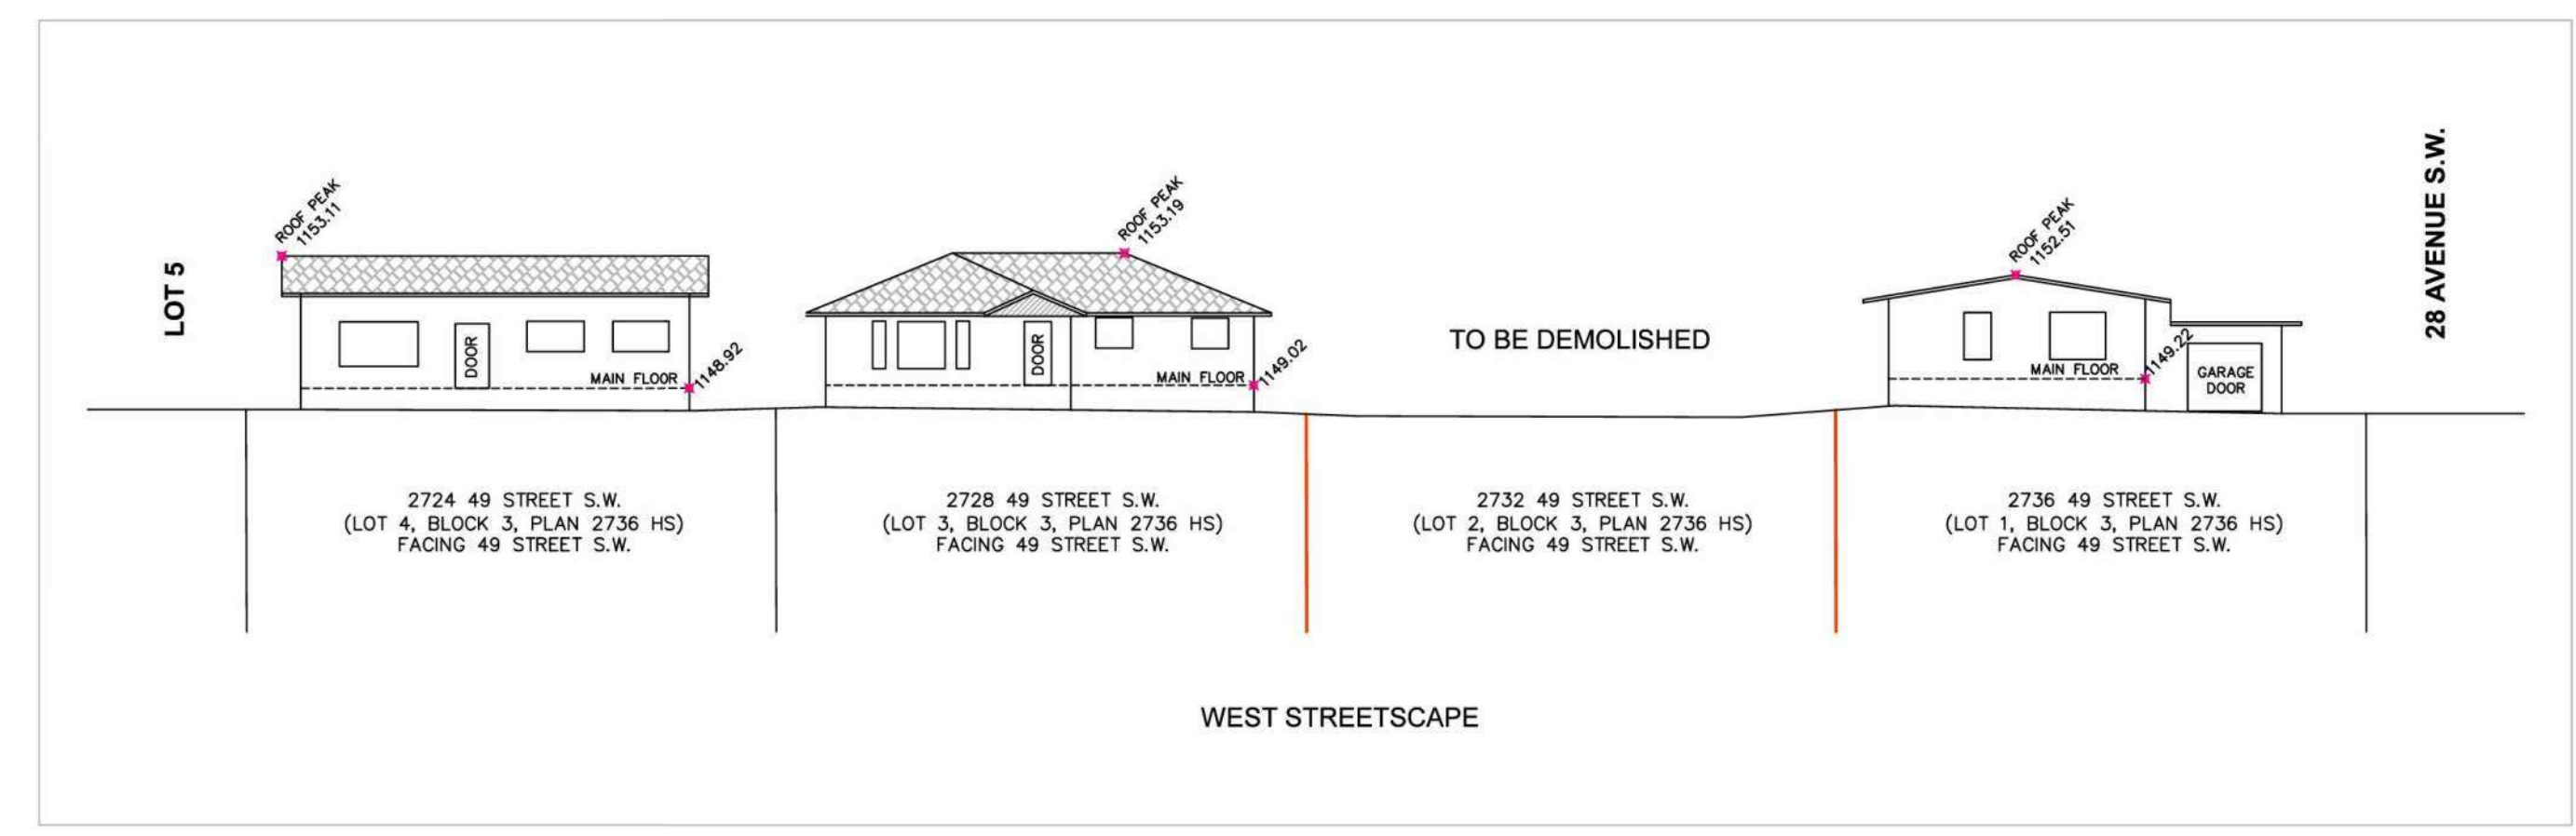 LOT 5
ROOF PEAK
1153.11
DOOR
MAIN FLOOR
1148.92
ROOF PEAK
1153.19
DOOR
MAIN FLOOR
1149.02
TO BE DEMOLISHED
ROOF PEAK
1152.51
MAIN FLOOR
1149.22
GARAGE
DOOR
28 AVENUE S.W.
2724 49 STREET S.W.
(LOT 4, BLOCK 3, PLAN 2736 HS)
FACING 49 STREET S.W.
2728 49 STREET S.W.
(LOT 3, BLOCK 3, PLAN 2736 HS)
FACING 49 STREET S.W.
2732 49 STREET S.W.
(LOT 2, BLOCK 3, PLAN 2736 HS)
FACING 49 STREET S.W.
2736 49 STREET S.W.
(LOT 1, BLOCK 3, PLAN 2736 HS)
FACING 49 STREET S.W.
WEST STREETSCAPE